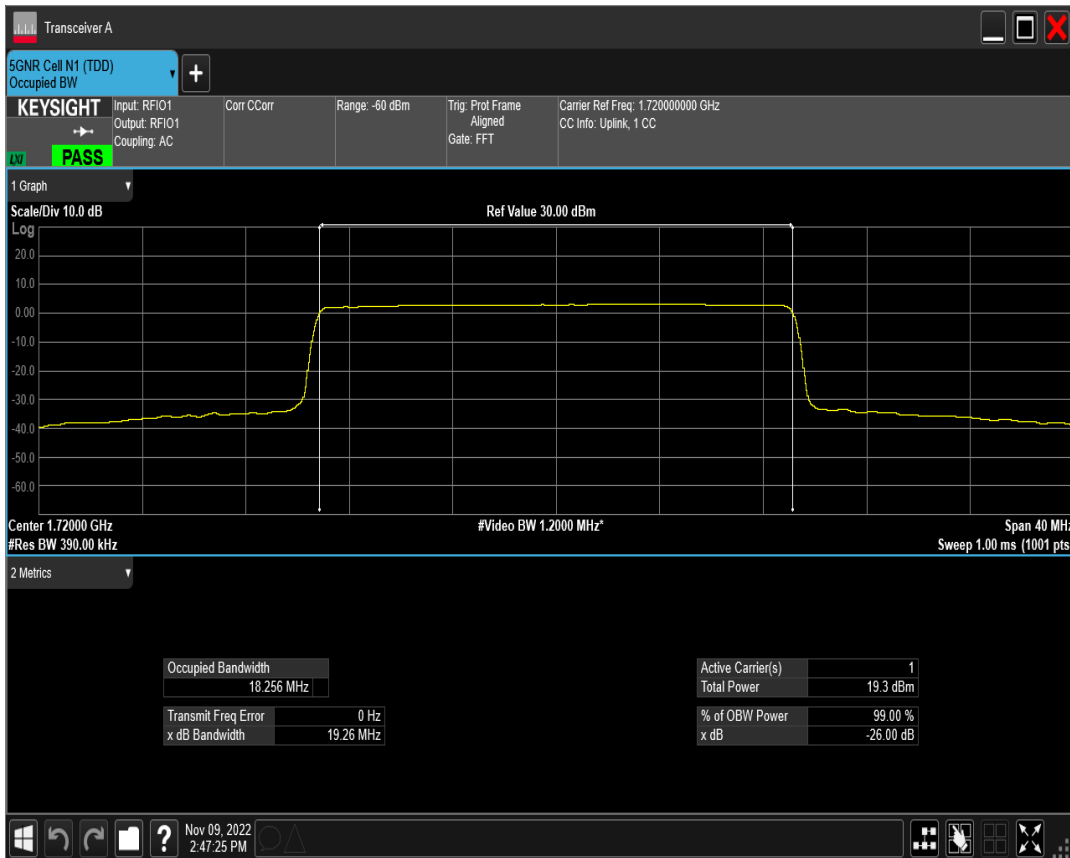 Transceiver A
5GNR Cell N1 (TDD)
Occupied BW
+
KEYSIGHT
LXI
PASS
Input: RFIO1
Output: RFIO1
Coupling: AC
Corr CCorr
Range: -60 dBm
Trig: Prot Frame
Aligned
Gate: FFT
Carrier Ref Freq: 1.720000000 GHz
CC Info: Uplink, 1 CC
1 Graph
Scale/Div 10.0 dB
Ref Value 30.00 dBm
Log
20.0
10.0
0.00
-10.0
-20.0
-30.0
-40.0
-50.0
-60.0
Center 1.72000 GHz
#Video BW 1.2000 MHz*
Span 40 MHz
#Res BW 390.00 kHz
Sweep 1.00 ms (1001 pts
2 Metrics
Occupied Bandwidth
18.256 MHz
Transmit Freq Error 0 Hz
x dB Bandwidth 19.26 MHz
Active Carrier(s) 1
Total Power 19.3 dBm
% of OBW Power 99.00 %
x dB -26.00 dB
?
Nov 09, 2022
2:47:25 PM